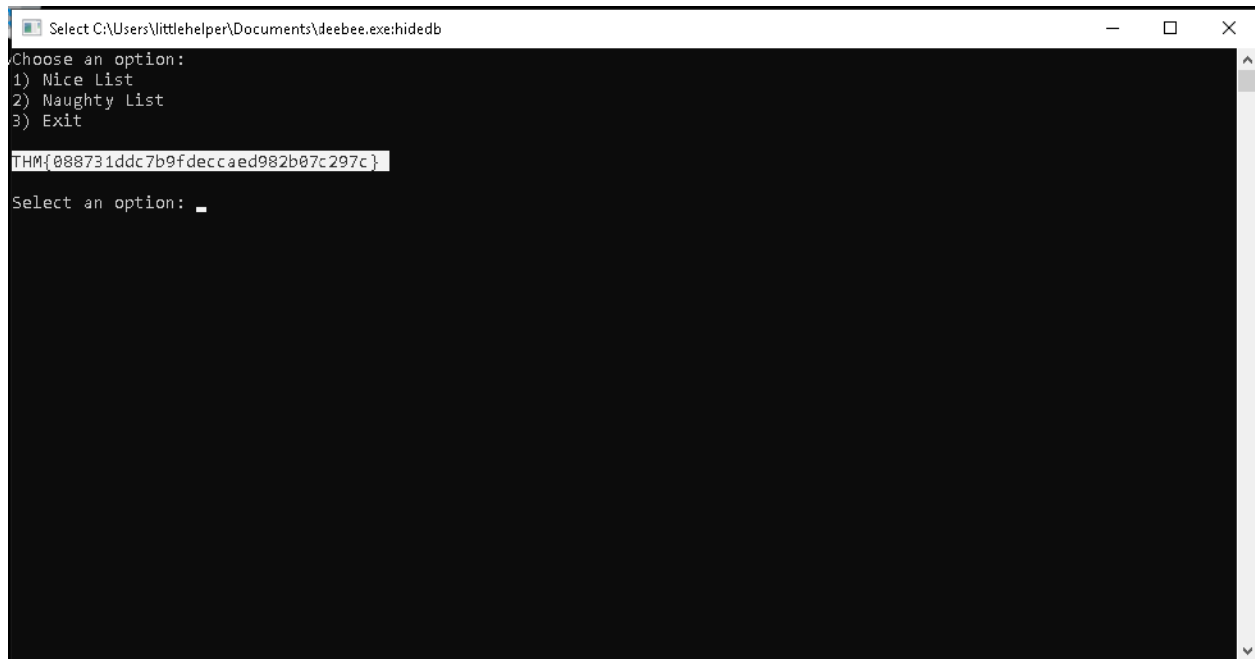 Select C:\Users\littlehelper\Documents\deebee.exe:hidedb
Choose an option:
1) Nice List
2) Naughty List
3) Exit
THM{088731ddc7b9fdeccaed982b07c297c}
Select an option: